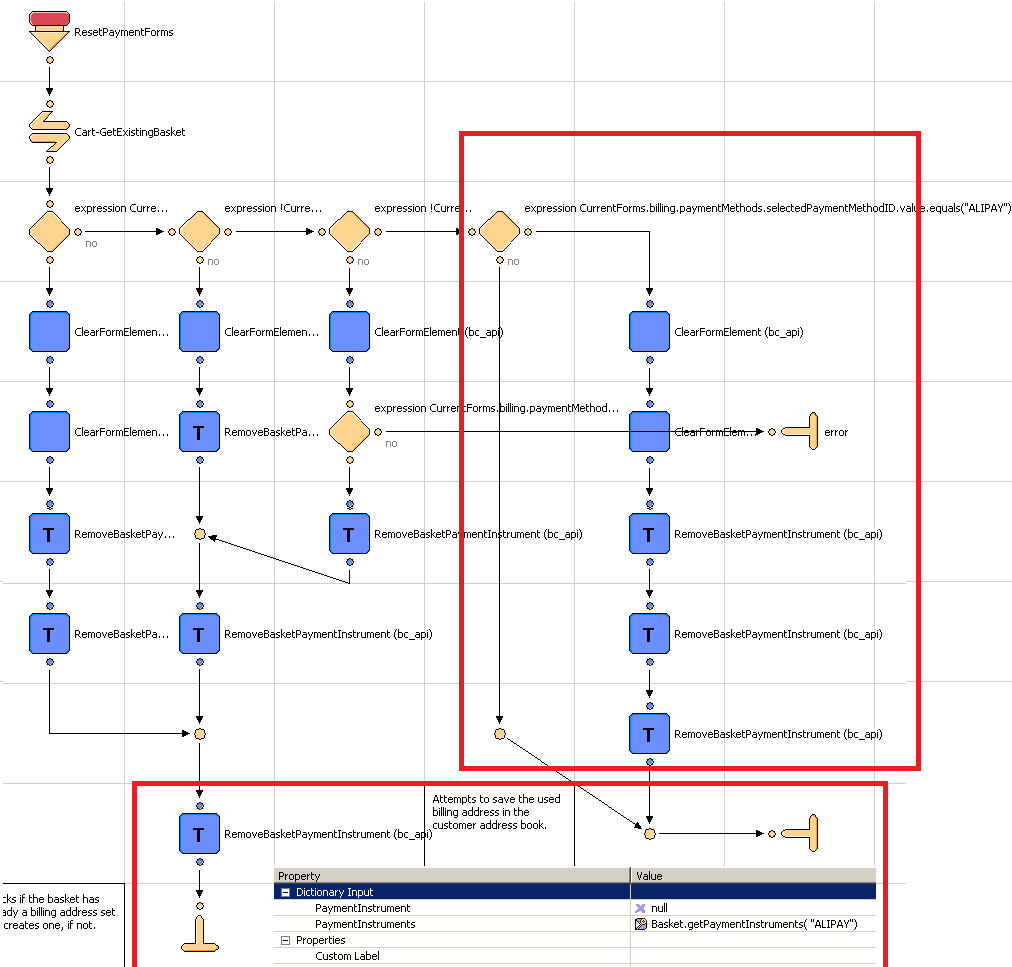 ResetPaymentForms
Cart-GetExistingBasket
expression Curre...
expression !Curre...
expression !Curre...
expression CurrentForms.billing.paymentMethods.selectedPaymentMethodID.value.equals("ALIPAY")
no
no
no
no
ClearFormElemen...
ClearFormElemen...
ClearFormElement (bc_api)
ClearFormElement (bc_api)
expression CurrentForms.billing.paymentMethod...
ClearFormElemen...
T
RemoveBasketPa...
no
ClearFormElem...
error
T
RemoveBasketPay...
T
RemoveBasketPaymentInstrument (bc_api)
T
RemoveBasketPaymentInstrument (bc_api)
T
RemoveBasketPa...
T
RemoveBasketPaymentInstrument (bc_api)
T
RemoveBasketPaymentInstrument (bc_api)
T
RemoveBasketPaymentInstrument (bc_api)
Attempts to save the used
billing address in the
customer address book.
T
RemoveBasketPaymentInstrument (bc_api)
cks if the basket has
ady a billing address set
creates one, if not.
Property Value
Dictionary Input
PaymentInstrument null
PaymentInstruments Basket.getPaymentInstruments( "ALIPAY")
Properties
Custom Label